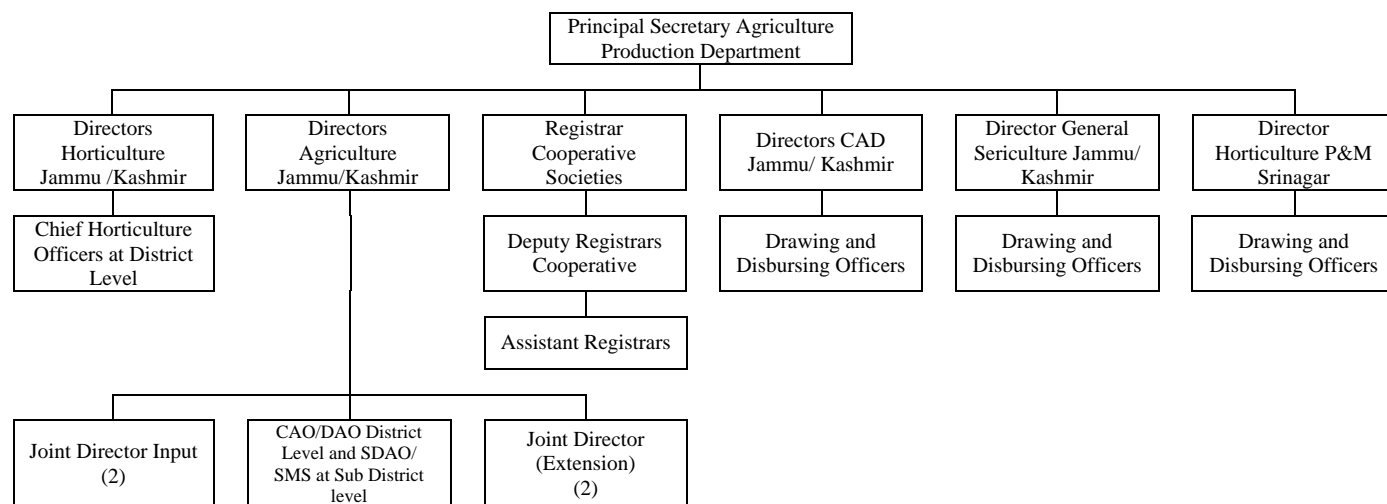 Principal Secretary Agriculture
Production Department
Directors
Horticulture
Jammu /Kashmir
Directors
Agriculture
Jammu/Kashmir
Registrar
Cooperative
Societies
Directors CAD
Jammu/ Kashmir
Director General
Sericulture Jammu/
Kashmir
Director
Horticulture P&M
Srinagar
Chief Horticulture
Officers at District
Level
Deputy Registrars
Cooperative
Drawing and
Disbursing Officers
Drawing and
Disbursing Officers
Drawing and
Disbursing Officers
Assistant Registrars
Joint Director Input
(2)
CAO/DAO District
Level and SDAO/
SMS at Sub District
level
Joint Director
(Extension)
(2)